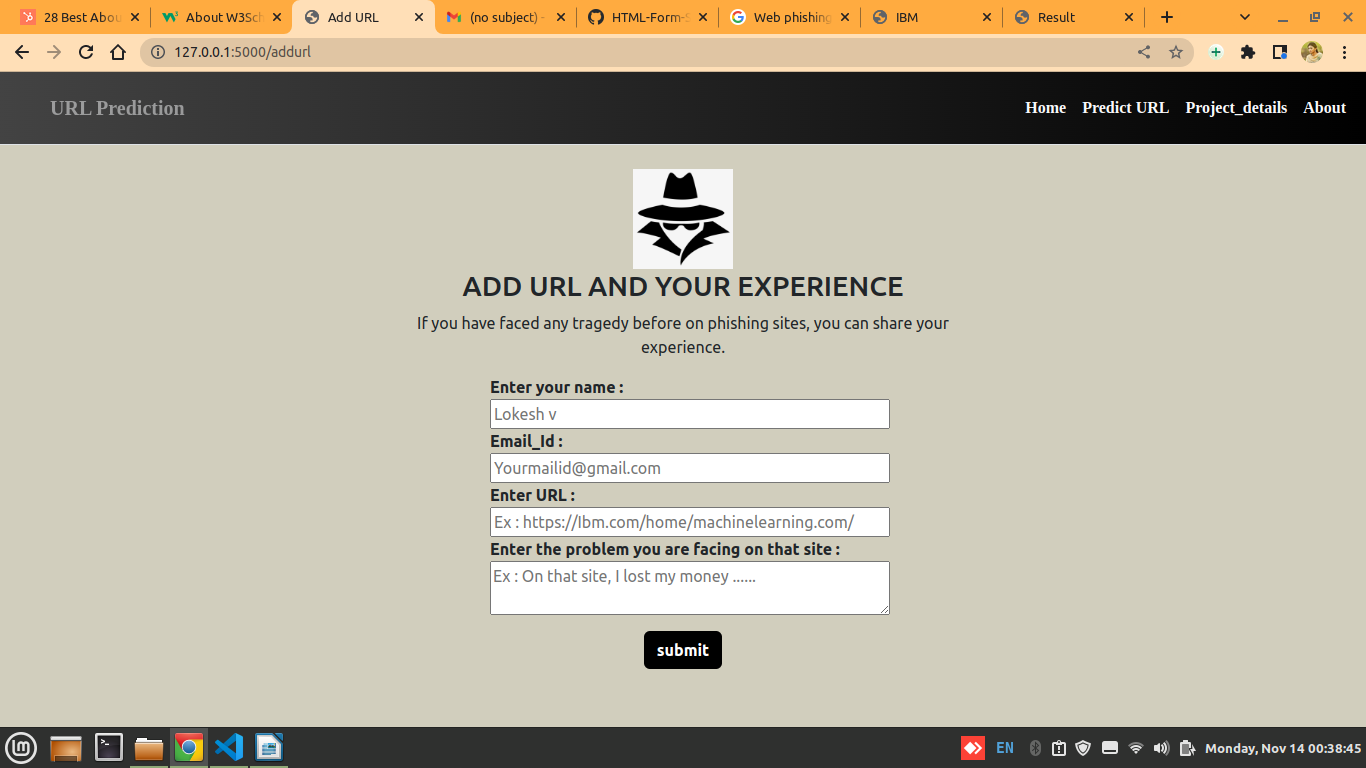 28 Best Abou
About W3Sch
Add URL
(no subject) -
HTML-Form-S
Web phishing
IBM
Result
127.0.0.1:5000/addurl
URL Prediction
Home
Predict URL
Project_details
About
ADD URL AND YOUR EXPERIENCE
If you have faced any tragedy before on phishing sites, you can share your
experience.
Enter your name :
Lokesh v
Email_Id :
Yourmailid@gmail.com
Enter URL :
Ex : https://Ibm.com/home/machinelearning.com/
Enter the problem you are facing on that site :
Ex : On that site, I lost my money ......
submit
EN
Monday, Nov 14 00:38:45